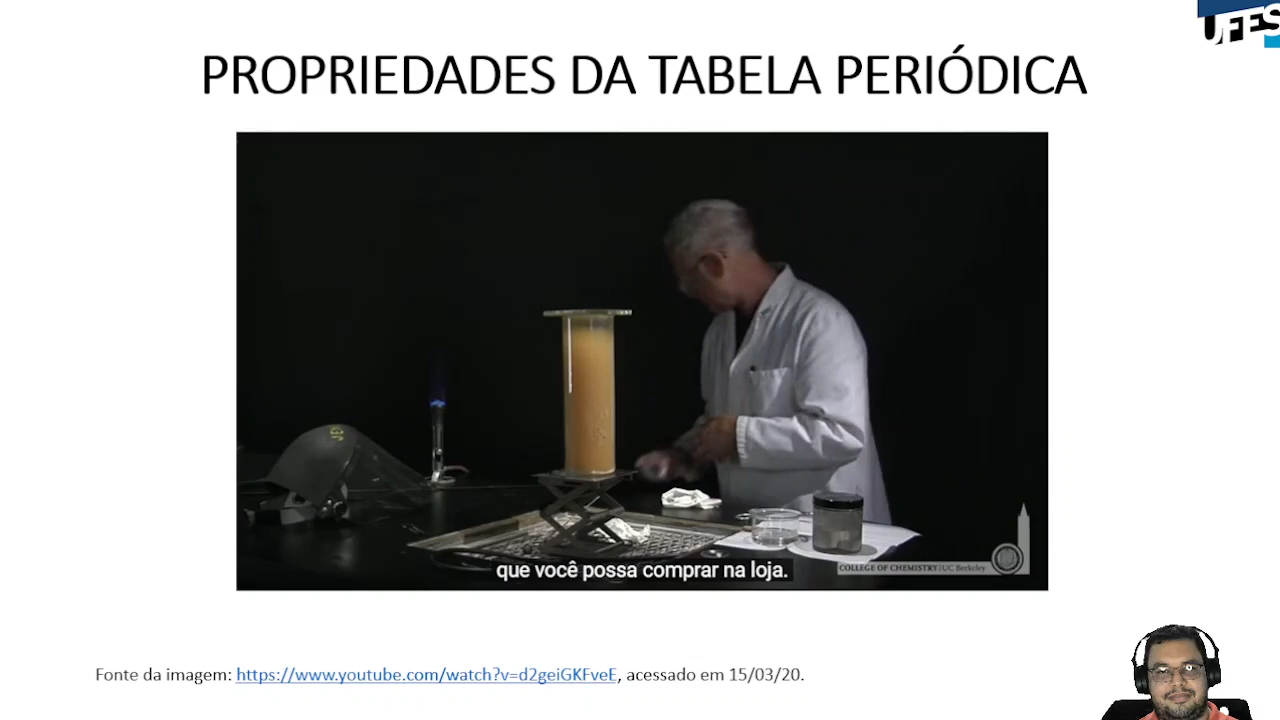 UFES
PROPRIEDADES DA TABELA PERIÓDICA
que você possa comprar na loja.
COLLEGE OF CHEMISTRY | UC Berkeley
Fonte da imagem: https://www.youtube.com/watch?v=d2geiGKFveE, acessado em 15/03/20.